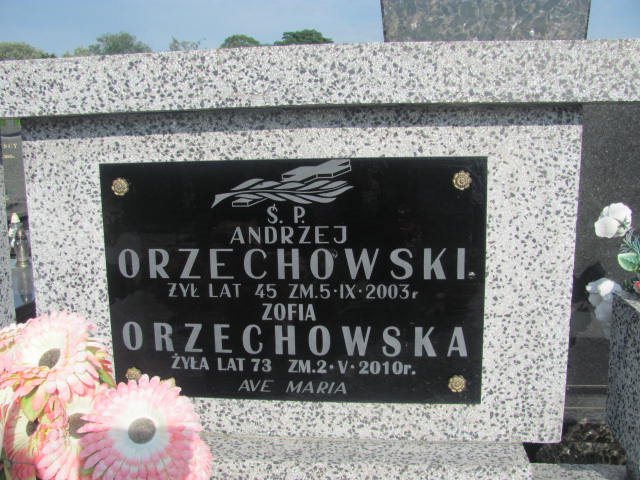 Ś. P.
ANDRZEJ
ORZECHOWSKI
ŻYŁ LAT 45 ZM.5·IX·2003r
ZOFIA
ORZECHOWSKA
ŻYŁA LAT 73 ZM.2·V·2010r.
AVE MARIA